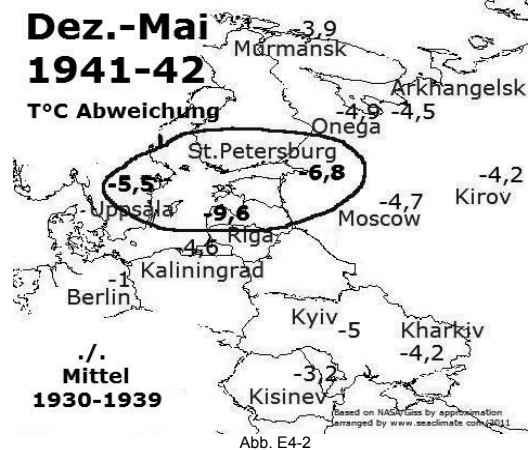 Dez.-Mai
1941-42
T°C Abweichung
-3,9
Murmansk
Arkhangelsk
-4,9 -4,5
Onega
St.Petersburg
-5,5
-6,8
-4,2
Kirov
-4,7
Moscow
Uppsala
-9,6
Riga
-4,6
Kaliningrad
-1
Berlin
Kyiv
-5
Kharkiv
-4,2
./.
Mittel
1930-1939
-3,2
Kisinev
Based on NASA/Giss by approximation
arranged by www.seaclimate.com/2011
Abb. E4-2